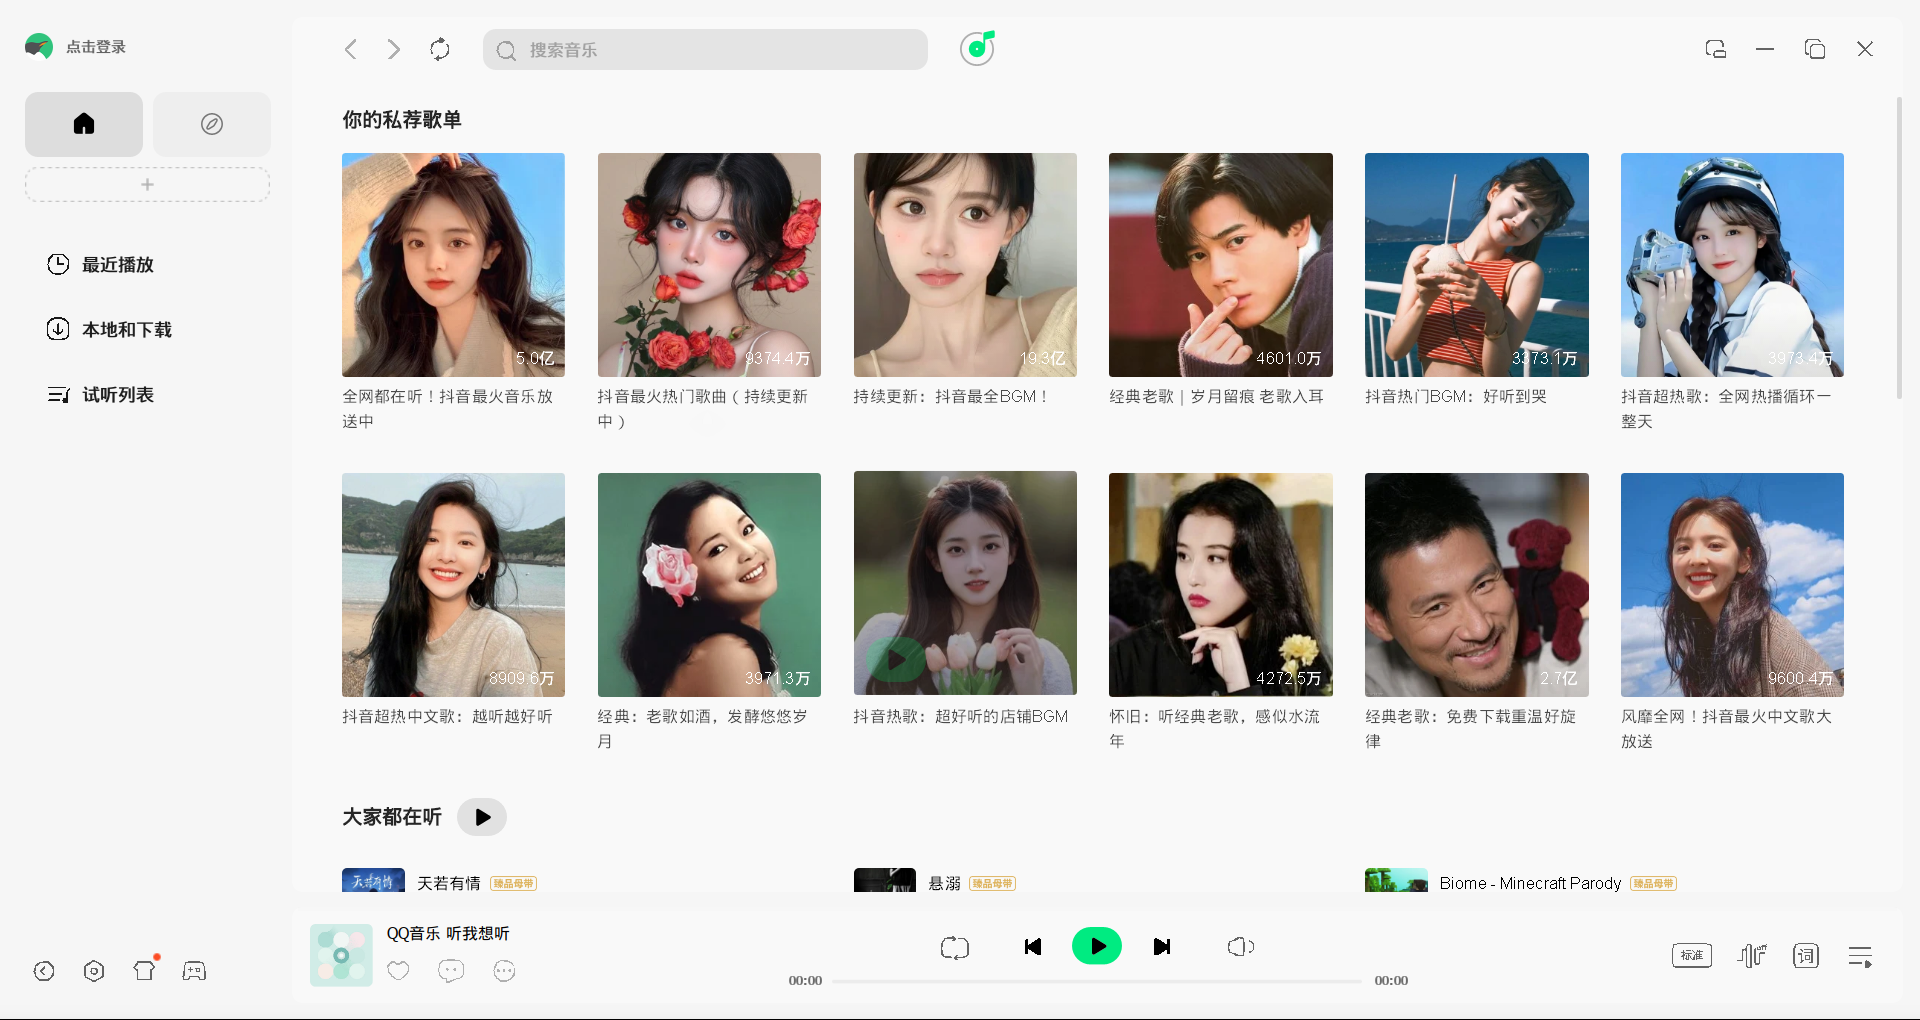 点击登录
搜索音乐
最近播放
本地和下载
试听列表
你的私荐歌单
5.0亿
9374.4万
19.3亿
4601.0万
3373.1万
3973.4万
全网都在听！抖音最火音乐放
送中
抖音最火热门歌曲（持续更新
中）
持续更新：抖音最全BGM！
经典老歌｜岁月留痕 老歌入耳
抖音热门BGM：好听到哭
抖音超热歌：全网热播循环一
整天
8909.6万
3971.3万
4272.5万
2.7亿
9600.4万
抖音超热中文歌：越听越好听
经典：老歌如酒，发酵悠悠岁
月
抖音热歌：超好听的店铺BGM
怀旧：听经典老歌，感似水流
年
经典老歌：免费下载重温好旋
律
风靡全网！抖音最火中文歌大
放送
大家都在听
天若有情
天若有情 臻品母带
悬溺 臻品母带
Biome - Minecraft Parody 臻品母带
QQ音乐 听我想听
00:00
00:00
标准
off
词